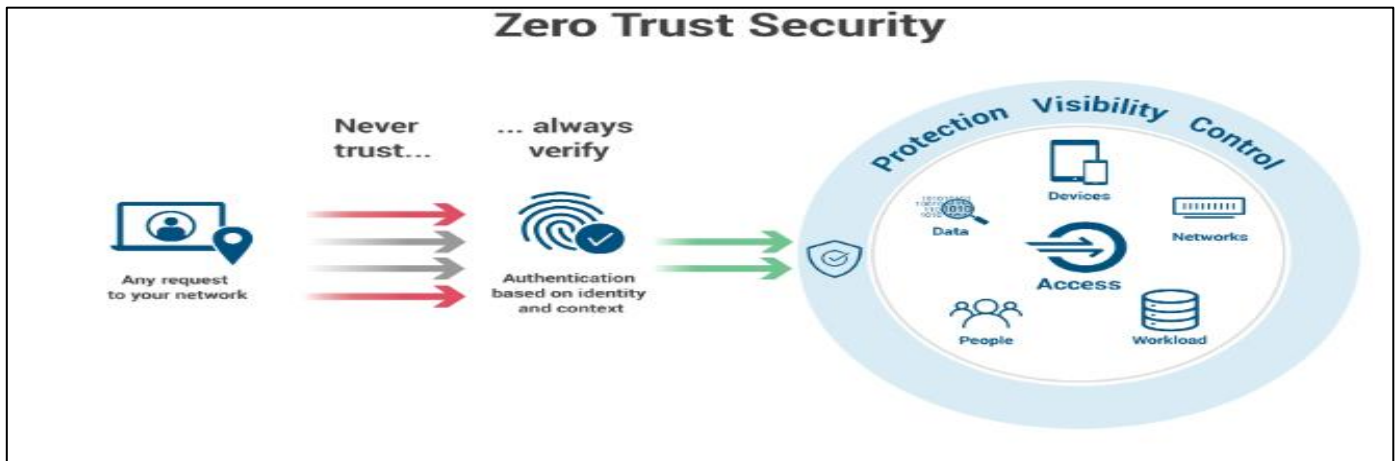 Zero Trust Security
Never
trust...
... always
verify
Any request
to your network
Authentication
based on identity
and context
Protection Visibility Control
Devices
Data
Networks
Access
People
Workload